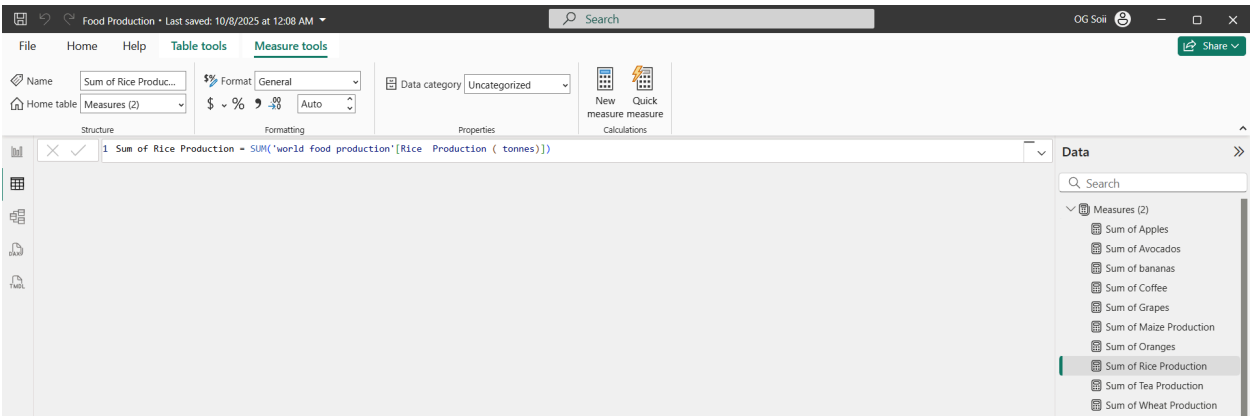 Food Production • Last saved: 10/8/2025 at 12:08 AM
Search
OG Soii
File Home Help Table tools Measure tools
Share
Name Sum of Rice Produc...
Home table Measures (2)
Structure
$% Format General
$ % 9 .00 Auto
Formatting
Data category Uncategorized
Properties
New measure
Quick measure
Calculations
1 Sum of Rice Production = SUM('world food production'[Rice  Production ( tonnes)])
DAX
TMDL
Data
Search
Measures (2)
Sum of Apples
Sum of Avocados
Sum of bananas
Sum of Coffee
Sum of Grapes
Sum of Maize Production
Sum of Oranges
Sum of Rice Production
Sum of Tea Production
Sum of Wheat Production